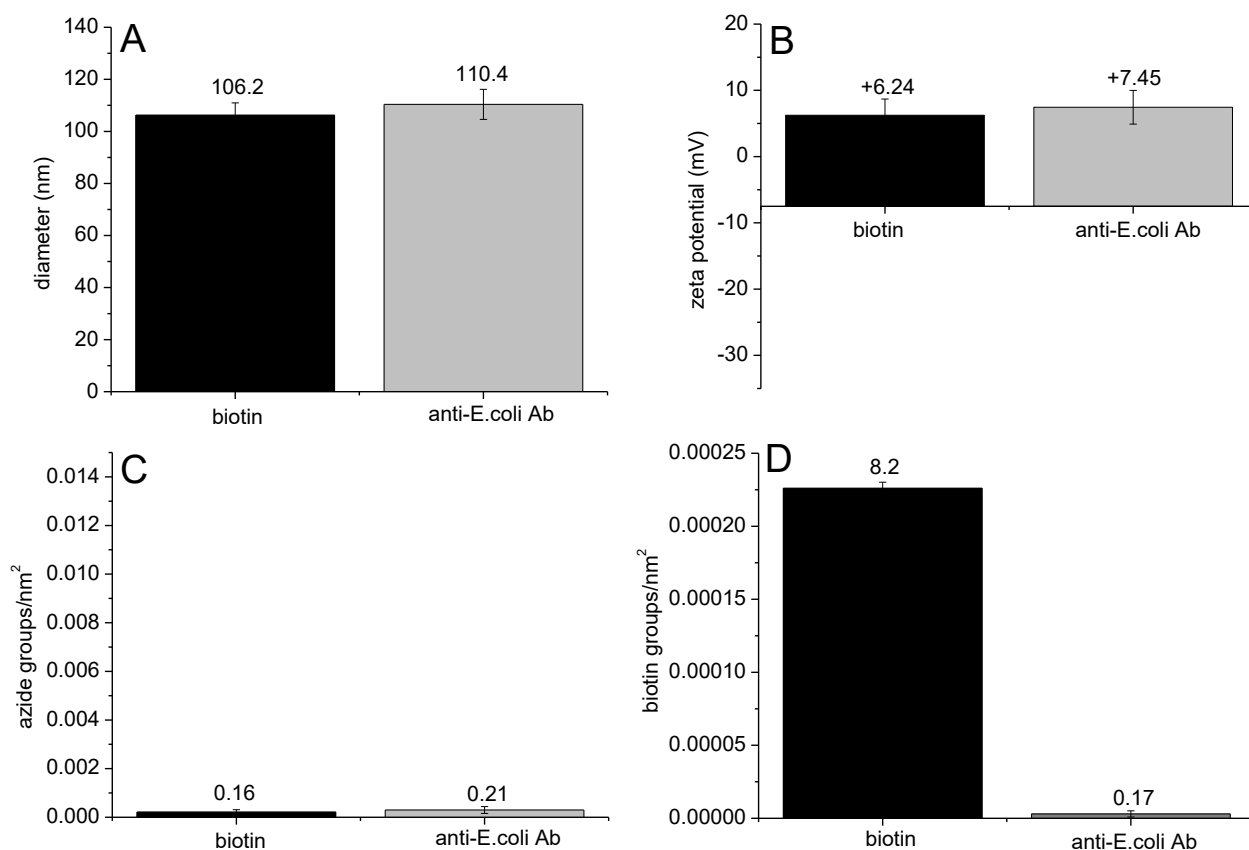 A
140
120
100
80
60
40
20
0
diameter (nm)
106.2
110.4
biotin
anti-E.coli Ab
B
20
10
0
-10
-20
-30
zeta potential (mV)
+6.24
+7.45
biotin
anti-E.coli Ab
C
0.014
0.012
0.010
0.008
0.006
0.004
0.002
0.000
azide groups/nm²
0.16
0.21
biotin
anti-E.coli Ab
D
0.00025
0.00020
0.00015
0.00010
0.00005
0.00000
biotin groups/nm²
8.2
0.17
biotin
anti-E.coli Ab